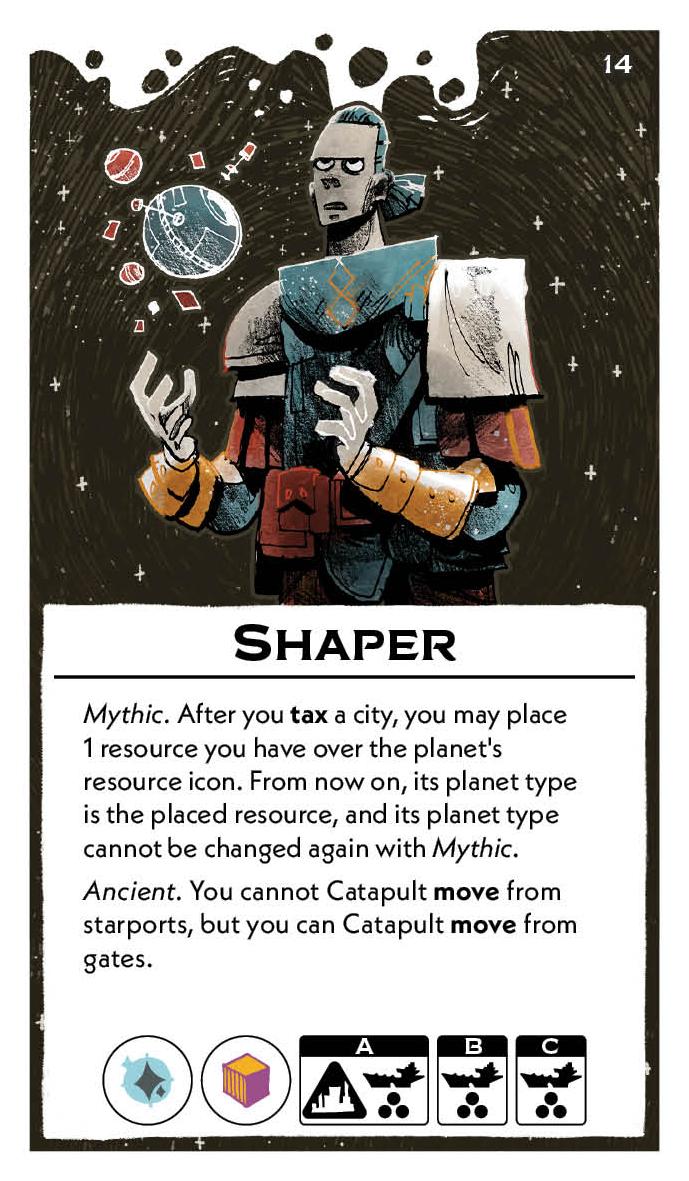 14
SHAPER
Mythic. After you tax a city, you may place
1 resource you have over the planet's
resource icon. From now on, its planet type
is the placed resource, and its planet type
cannot be changed again with Mythic.
Ancient. You cannot Catapult move from
starports, but you can Catapult move from
gates.
A B C